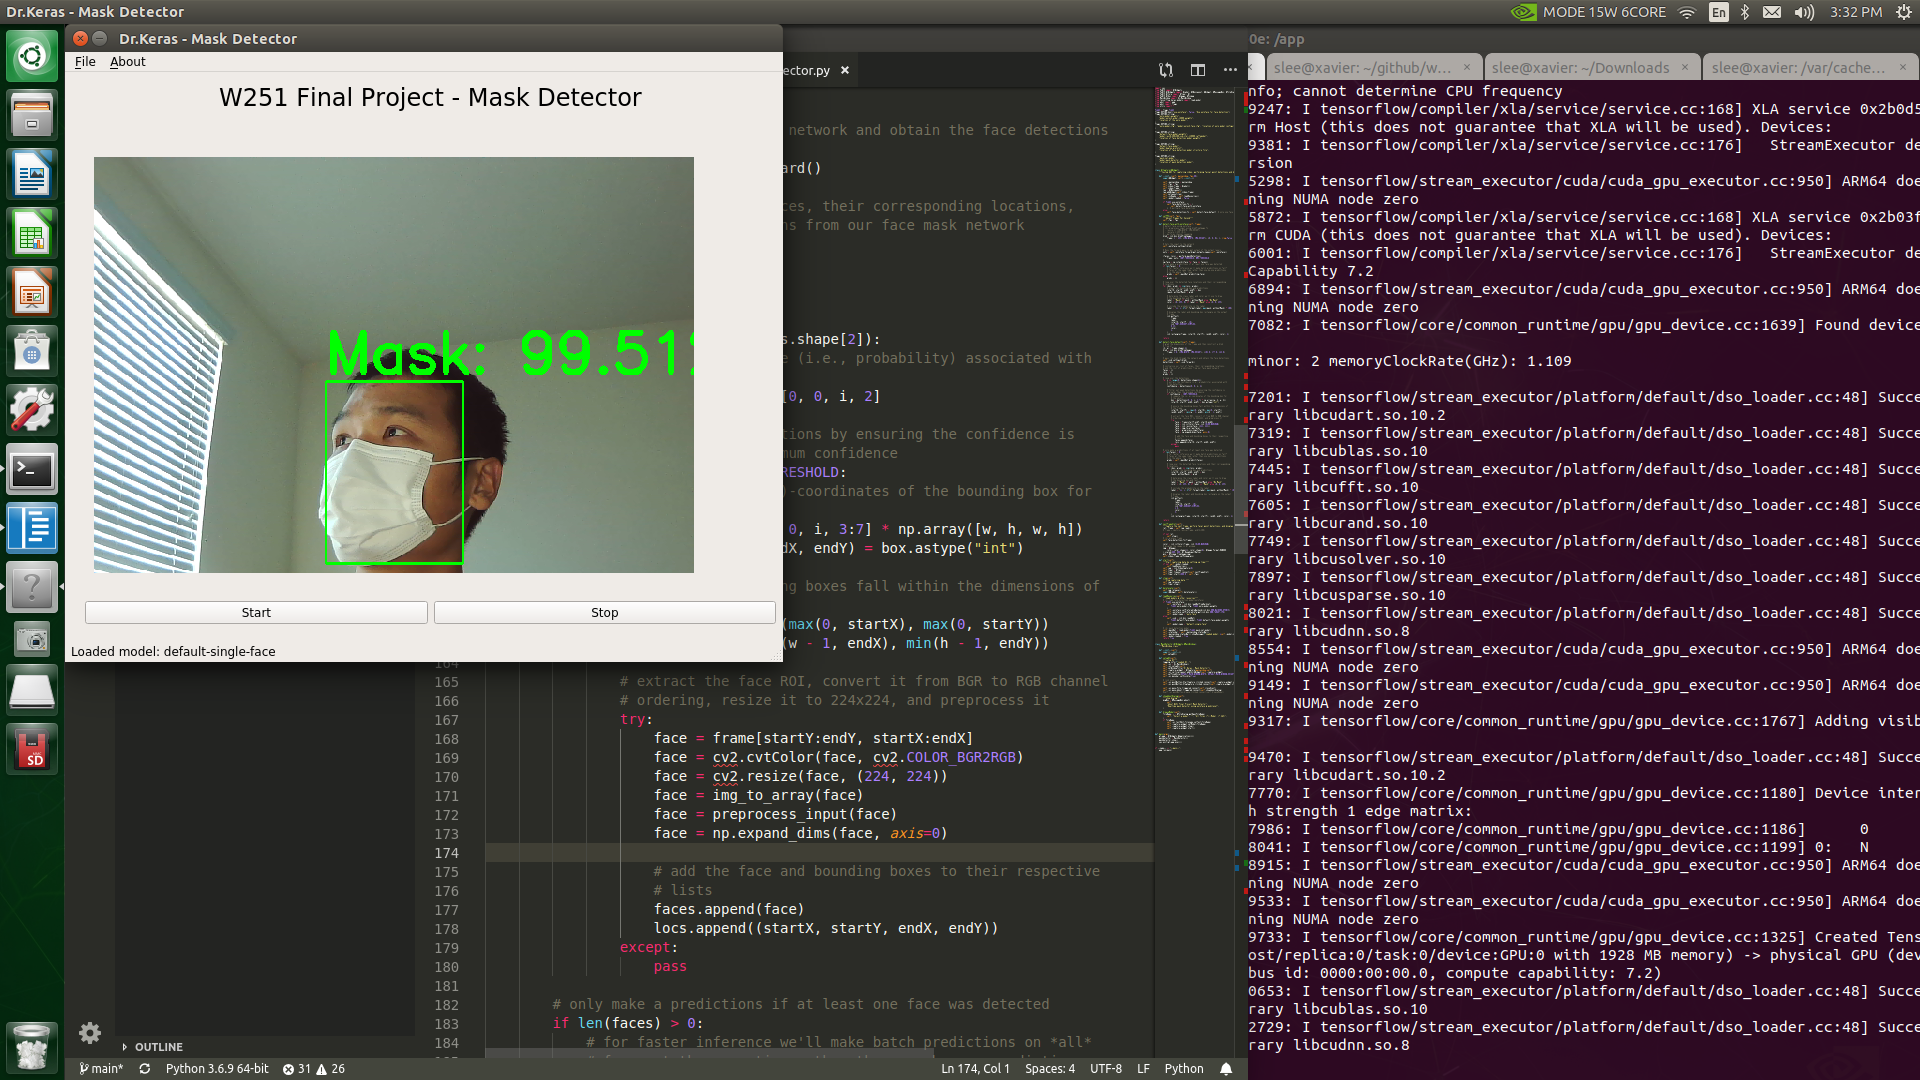 Dr.Keras - Mask Detector
MODE 15W 6CORE
En
3:32 PM
Dr.Keras - Mask Detector
File About
W251 Final Project - Mask Detector
Mask: 99.51
Start
Stop
Loaded model: default-single-face
SD
ector.py
network and obtain the face detections
ard()
ces, their corresponding locations,
ns from our face mask network
s.shape[2]):
e (i.e., probability) associated with
[0, 0, i, 2]
tions by ensuring the confidence is
mum confidence
RESHOLD:
)-coordinates of the bounding box for
0, i, 3:7] * np.array([w, h, w, h])
dX, endY) = box.astype("int")
ng boxes fall within the dimensions of
(max(0, startX), max(0, startY))
(w - 1, endX), min(h - 1, endY))
164
165 # extract the face ROI, convert it from BGR to RGB channel
166 # ordering, resize it to 224x224, and preprocess it
167 try:
168 face = frame[startY:endY, startX:endX]
169 face = cv2.cvtColor(face, cv2.COLOR_BGR2RGB)
170 face = cv2.resize(face, (224, 224))
171 face = img_to_array(face)
172 face = preprocess_input(face)
173 face = np.expand_dims(face, axis=0)
174
175 # add the face and bounding boxes to their respective
176 # lists
177 faces.append(face)
178 locs.append((startX, startY, endX, endY))
179 except:
180 pass
181
182 # only make a predictions if at least one face was detected
183 if len(faces) > 0:
184 # for faster inference we'll make batch predictions on *all*
OUTLINE
main* Python 3.6.9 64-bit 31 26
Ln 174, Col 1 Spaces: 4 UTF-8 LF Python
0e: /app
slee@xavier: ~/github/w... slee@xavier: ~/Downloads slee@xavier: /var/cache...
nfo; cannot determine CPU frequency
9247: I tensorflow/compiler/xla/service/service.cc:168] XLA service 0x2b0d5
rm Host (this does not guarantee that XLA will be used). Devices:
9381: I tensorflow/compiler/xla/service/service.cc:176] StreamExecutor de
rsion
5298: I tensorflow/stream_executor/cuda/cuda_gpu_executor.cc:950] ARM64 doe
ning NUMA node zero
5872: I tensorflow/compiler/xla/service/service.cc:168] XLA service 0x2b03f
rm CUDA (this does not guarantee that XLA will be used). Devices:
6001: I tensorflow/compiler/xla/service/service.cc:176] StreamExecutor de
Capability 7.2
6894: I tensorflow/stream_executor/cuda/cuda_gpu_executor.cc:950] ARM64 doe
ning NUMA node zero
7082: I tensorflow/core/common_runtime/gpu/gpu_device.cc:1639] Found device
minor: 2 memoryClockRate(GHz): 1.109
7201: I tensorflow/stream_executor/platform/default/dso_loader.cc:48] Succe
rary libcudart.so.10.2
7319: I tensorflow/stream_executor/platform/default/dso_loader.cc:48] Succe
rary libcublas.so.10
7445: I tensorflow/stream_executor/platform/default/dso_loader.cc:48] Succe
rary libcufft.so.10
7605: I tensorflow/stream_executor/platform/default/dso_loader.cc:48] Succe
rary libcurand.so.10
7749: I tensorflow/stream_executor/platform/default/dso_loader.cc:48] Succe
rary libcusolver.so.10
7897: I tensorflow/stream_executor/platform/default/dso_loader.cc:48] Succe
rary libcusparse.so.10
8021: I tensorflow/stream_executor/platform/default/dso_loader.cc:48] Succe
rary libcudnn.so.8
8554: I tensorflow/stream_executor/cuda/cuda_gpu_executor.cc:950] ARM64 doe
ning NUMA node zero
9149: I tensorflow/stream_executor/cuda/cuda_gpu_executor.cc:950] ARM64 doe
ning NUMA node zero
9317: I tensorflow/core/common_runtime/gpu/gpu_device.cc:1767] Adding visib
9470: I tensorflow/stream_executor/platform/default/dso_loader.cc:48] Succe
rary libcudart.so.10.2
7770: I tensorflow/core/common_runtime/gpu/gpu_device.cc:1180] Device inter
h strength 1 edge matrix:
7986: I tensorflow/core/common_runtime/gpu/gpu_device.cc:1186] 0
8041: I tensorflow/core/common_runtime/gpu/gpu_device.cc:1199] 0: N
8915: I tensorflow/stream_executor/cuda/cuda_gpu_executor.cc:950] ARM64 doe
ning NUMA node zero
9533: I tensorflow/stream_executor/cuda/cuda_gpu_executor.cc:950] ARM64 doe
ning NUMA node zero
9733: I tensorflow/core/common_runtime/gpu/gpu_device.cc:1325] Created Tens
ost/replica:0/task:0/device:GPU:0 with 1928 MB memory) -> physical GPU (dev
bus id: 0000:00:00.0, compute capability: 7.2)
0653: I tensorflow/stream_executor/platform/default/dso_loader.cc:48] Succe
rary libcublas.so.10
2729: I tensorflow/stream_executor/platform/default/dso_loader.cc:48] Succe
rary libcudnn.so.8